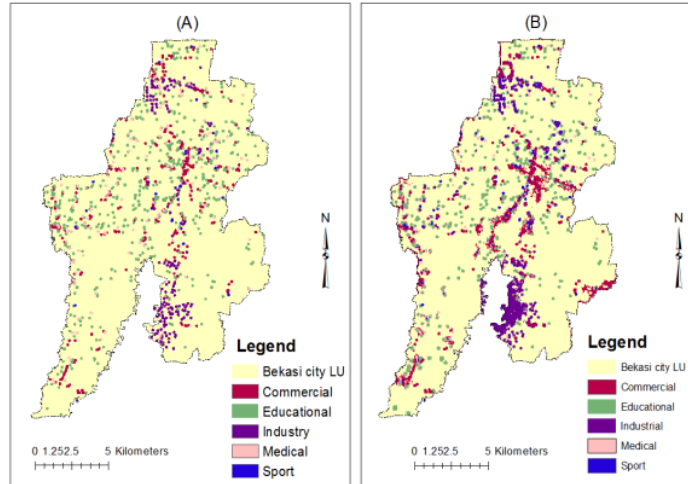 (A)
N
Legend
Bekasi city LU
Commercial
Educational
Industry
Medical
Sport
0 1.252.5 5 Kilometers
(B)
N
Legend
Bekasi city LU
Commercial
Educational
Industrial
Medical
Sport
0 1.252.5 5 Kilometers